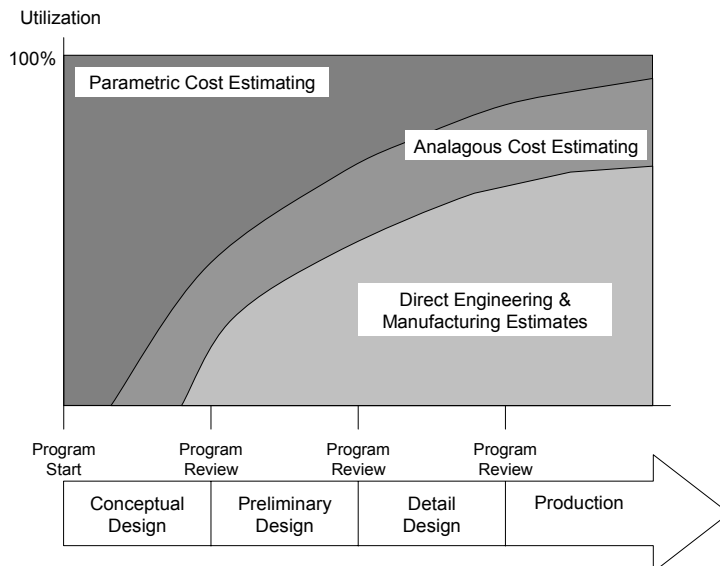 Utilization
100%
Parametric Cost Estimating
Analagous Cost Estimating
Direct Engineering &
Manufacturing Estimates
Program
Start
Program
Review
Program
Review
Program
Review
Conceptual
Design
Preliminary
Design
Detail
Design
Production